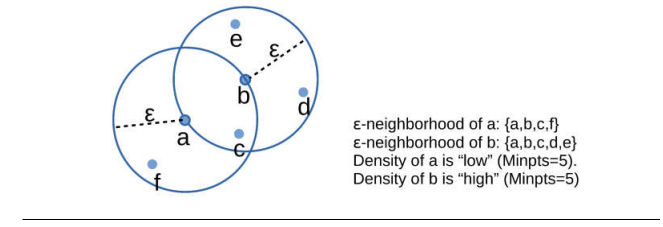 e
ε
b
d
ε
a
c
f
ε-neighborhood of a: {a,b,c,f}
ε-neighborhood of b: {a,b,c,d,e}
Density of a is “low” (Minpts=5).
Density of b is “high” (Minpts=5)